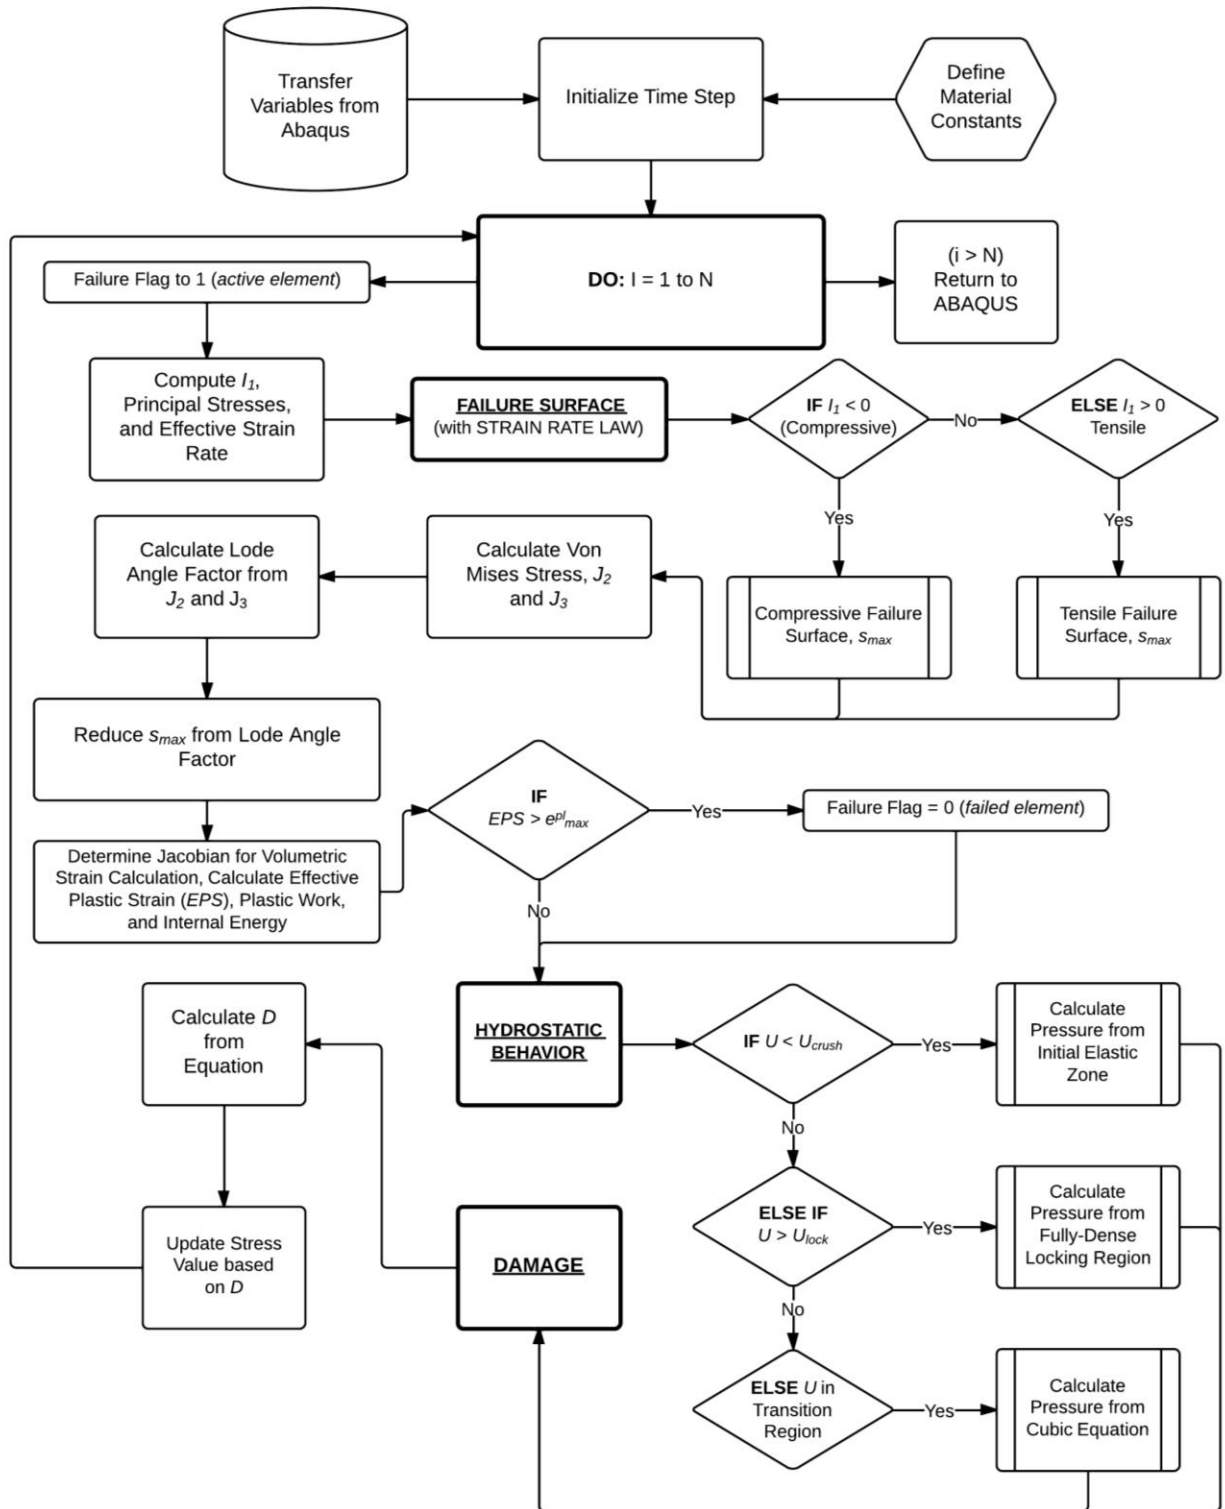 Transfer
Variables from
Abaqus
Initialize Time Step
Define
Material
Constants
DO: I = 1 to N
(i > N)
Return to
ABAQUS
Failure Flag to 1 (active element)
Compute I₁,
Principal Stresses,
and Effective Strain
Rate
FAILURE SURFACE
(with STRAIN RATE LAW)
IF I₁ < 0
(Compressive)
No
ELSE I₁ > 0
Tensile
Yes
Yes
Calculate Lode
Angle Factor from
J₂ and J₃
Calculate Von
Mises Stress, J₂
and J₃
Compressive Failure
Surface, sₘₐₓ
Tensile Failure
Surface, sₘₐₓ
Reduce sₘₐₓ from Lode Angle
Factor
IF
EPS > eᵖˡₘₐₓ
Yes
Failure Flag = 0 (failed element)
Determine Jacobian for Volumetric
Strain Calculation, Calculate Effective
Plastic Strain (EPS), Plastic Work,
and Internal Energy
No
Calculate D
from
Equation
HYDROSTATIC
BEHAVIOR
IF U < U_crush
Yes
Calculate
Pressure from
Initial Elastic
Zone
No
Update Stress
Value based
on D
DAMAGE
ELSE IF
U > U_lock
Yes
Calculate
Pressure from
Fully-Dense
Locking Region
No
ELSE U in
Transition
Region
Yes
Calculate
Pressure from
Cubic Equation